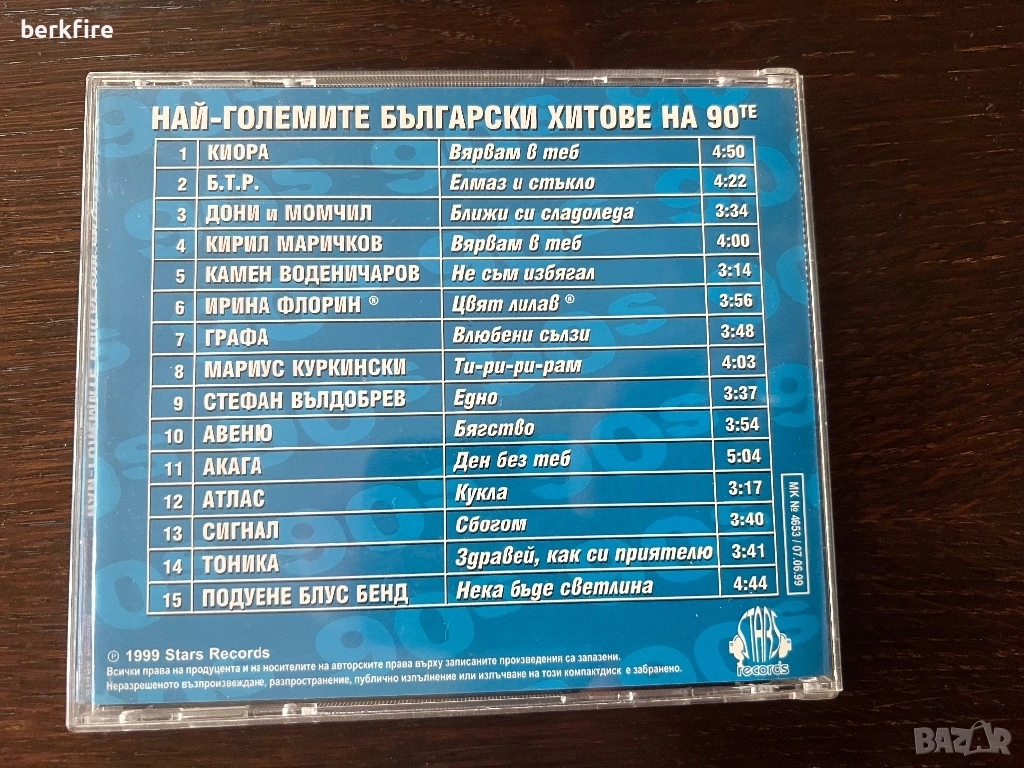 berkfire
НАЙ-ГОЛЕМИТЕ БЪЛГАРСКИ ХИТОВЕ НА 90ТЕ
1 КИОРА Вярвам в теб 4:50
2 Б.Т.Р. Елмаз и стъкло 4:22
3 ДОНИ и МОМЧИЛ Ближи си сладоледа 3:34
4 КИРИЛ МАРИЧКОВ Вярвам в теб 4:00
5 КАМЕН ВОДЕНИЧАРОВ Не съм избягал 3:14
6 ИРИНА ФЛОРИН ® Цвят лилав ® 3:56
7 ГРАФА Влюбени сълзи 3:48
8 МАРИУС КУРКИНСКИ Ти-ри-ри-рам 4:03
9 СТЕФАН ВЪЛДОБРЕВ Едно 3:37
10 АВЕНЮ Бягство 3:54
11 АКАГА Ден без теб 5:04
12 АТЛАС Кукла 3:17
13 СИГНАЛ Сбогом 3:40
14 ТОНИКА Здравей, как си приятелю 3:41
15 ПОДУЕНЕ БЛУС БЕНД Нека бъде светлина 4:44
МК № 4653 / 07.06.99
℗ 1999 Stars Records
Всички права на продуцента и на носителите на авторските права върху записаните произведения са запазени.
Неразрешеното възпроизвеждане, разпространение, публично изпълнение или излъчване на този компактдиск е забранено.
STARS
records
BAZAR